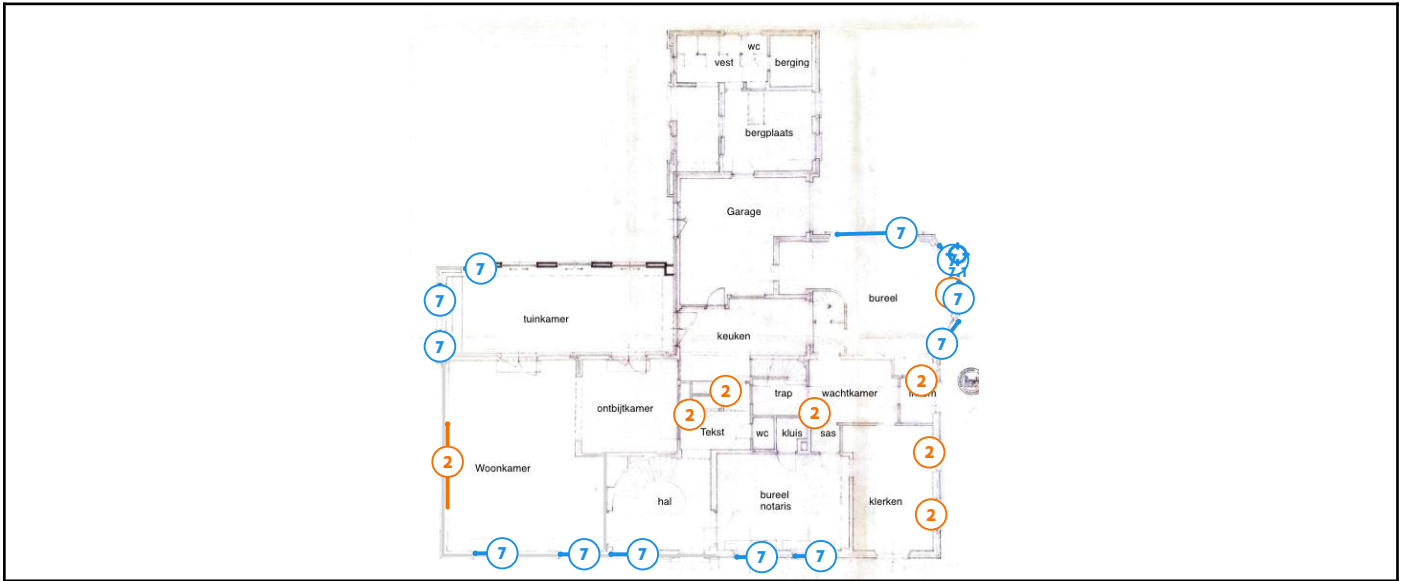 wc
vest
berging
bergplaats
Garage
7
7
7
7.1
7
bureel
7
tuinkamer
keuken
7
7
2
2
ontbijtkamer
trap
wachtkamer
2
2
Tekst
wc
kluis
sas
2
2
Woonkamer
hal
bureel
notaris
klerken
2
7
7
7
7
7